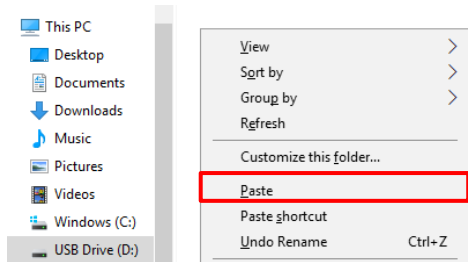 This PC
Desktop
Documents
Downloads
Music
Pictures
Videos
Windows (C:)
USB Drive (D:)
View
Sort by
Group by
Refresh
Customize this folder...
Paste
Paste shortcut
Undo Rename Ctrl+Z